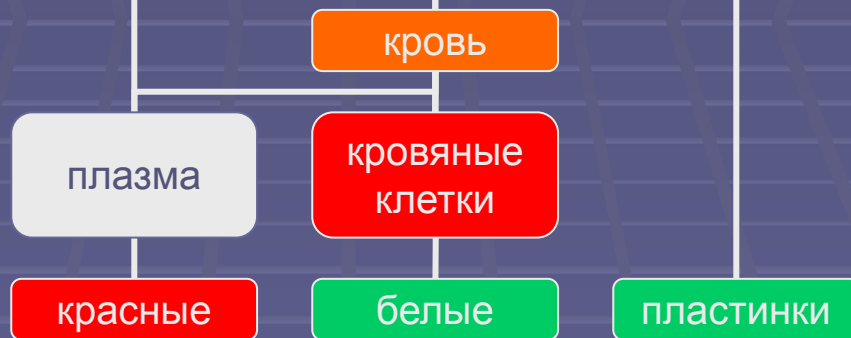 кровь
плазма
кровяные
клетки
красные
белые
пластинки